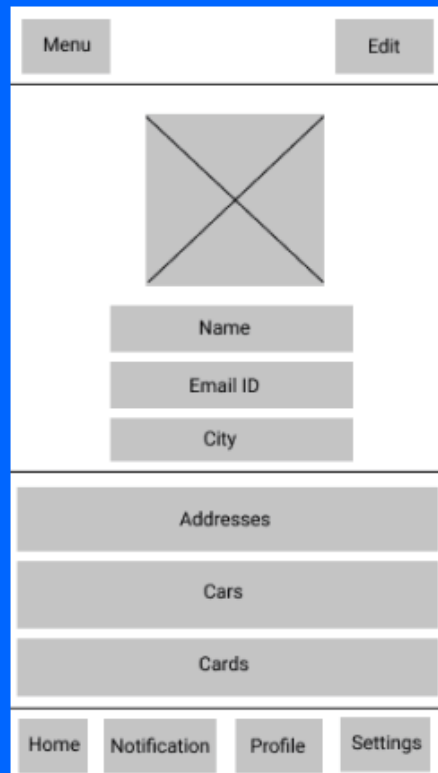 Menu Edit
Name
Email ID
City
Addresses
Cars
Cards
Home Notification Profile Settings